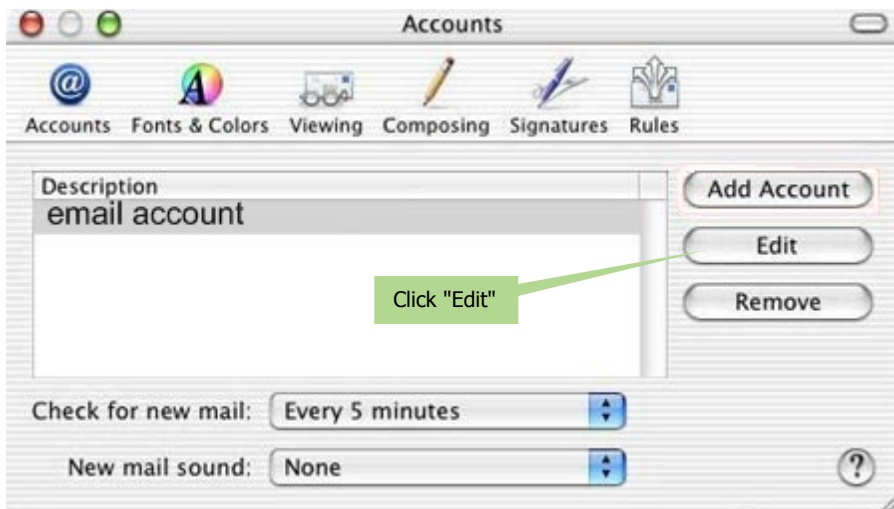 Accounts
Accounts Fonts & Colors Viewing Composing Signatures Rules
Description
email account
Add Account
Edit
Click "Edit"
Remove
Check for new mail: Every 5 minutes
New mail sound: None
?